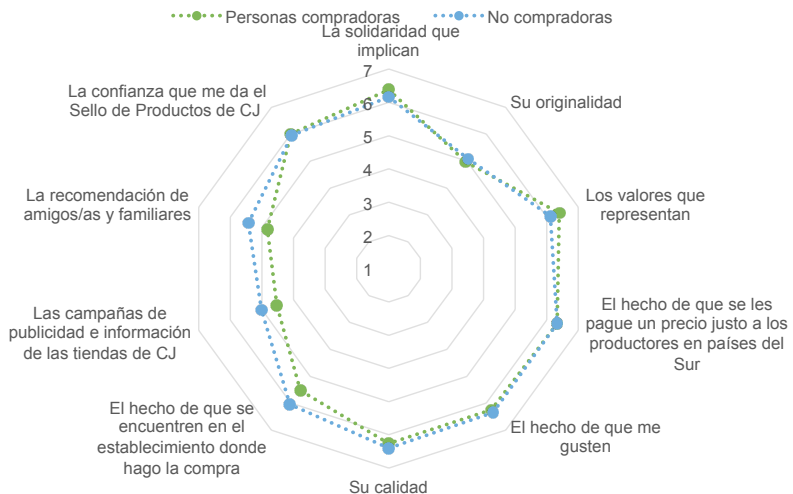 Personas compradoras
No compradoras
La solidaridad que
implican
Su originalidad
Los valores que
representan
El hecho de que se les
pague un precio justo a los
productores en países del
Sur
El hecho de que me
gusten
Su calidad
El hecho de que se
encuentren en el
establecimiento donde
hago la compra
Las campañas de
publicidad e información
de las tiendas de CJ
La recomendación de
amigos/as y familiares
La confianza que me da el
Sello de Productos de CJ
7
6
5
4
3
2
1